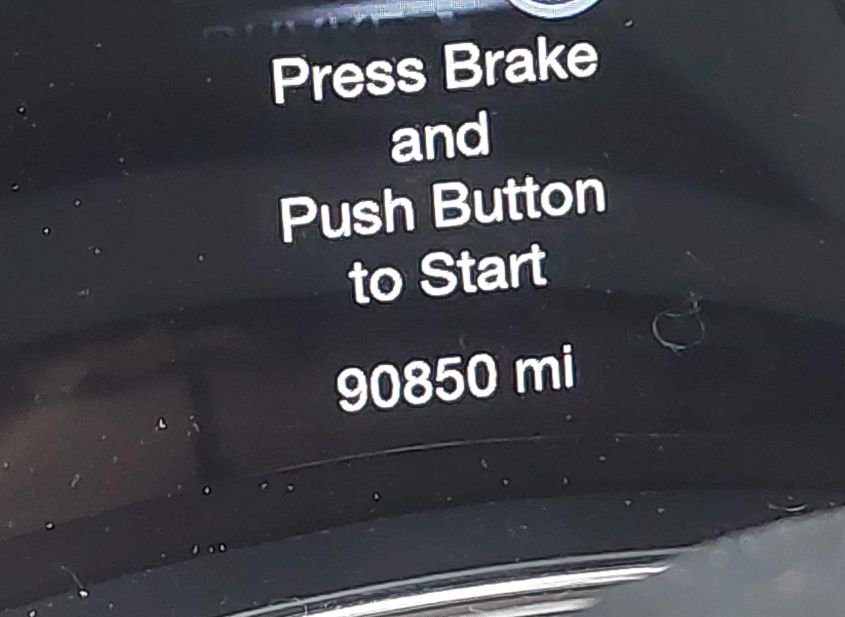 Press Brake
and
Push Button
to Start
90850 mi